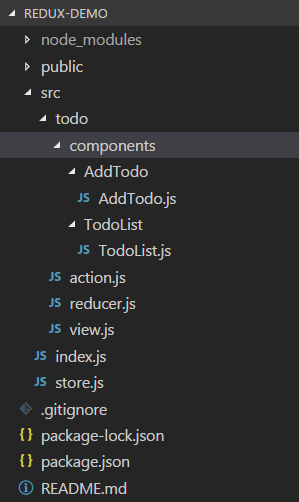 REDUX-DEMO
node_modules
public
src
todo
components
AddTodo
JS AddTodo.js
TodoList
JS TodoList.js
JS action.js
JS reducer.js
JS view.js
JS index.js
JS store.js
.gitignore
{} package-lock.json
{} package.json
README.md